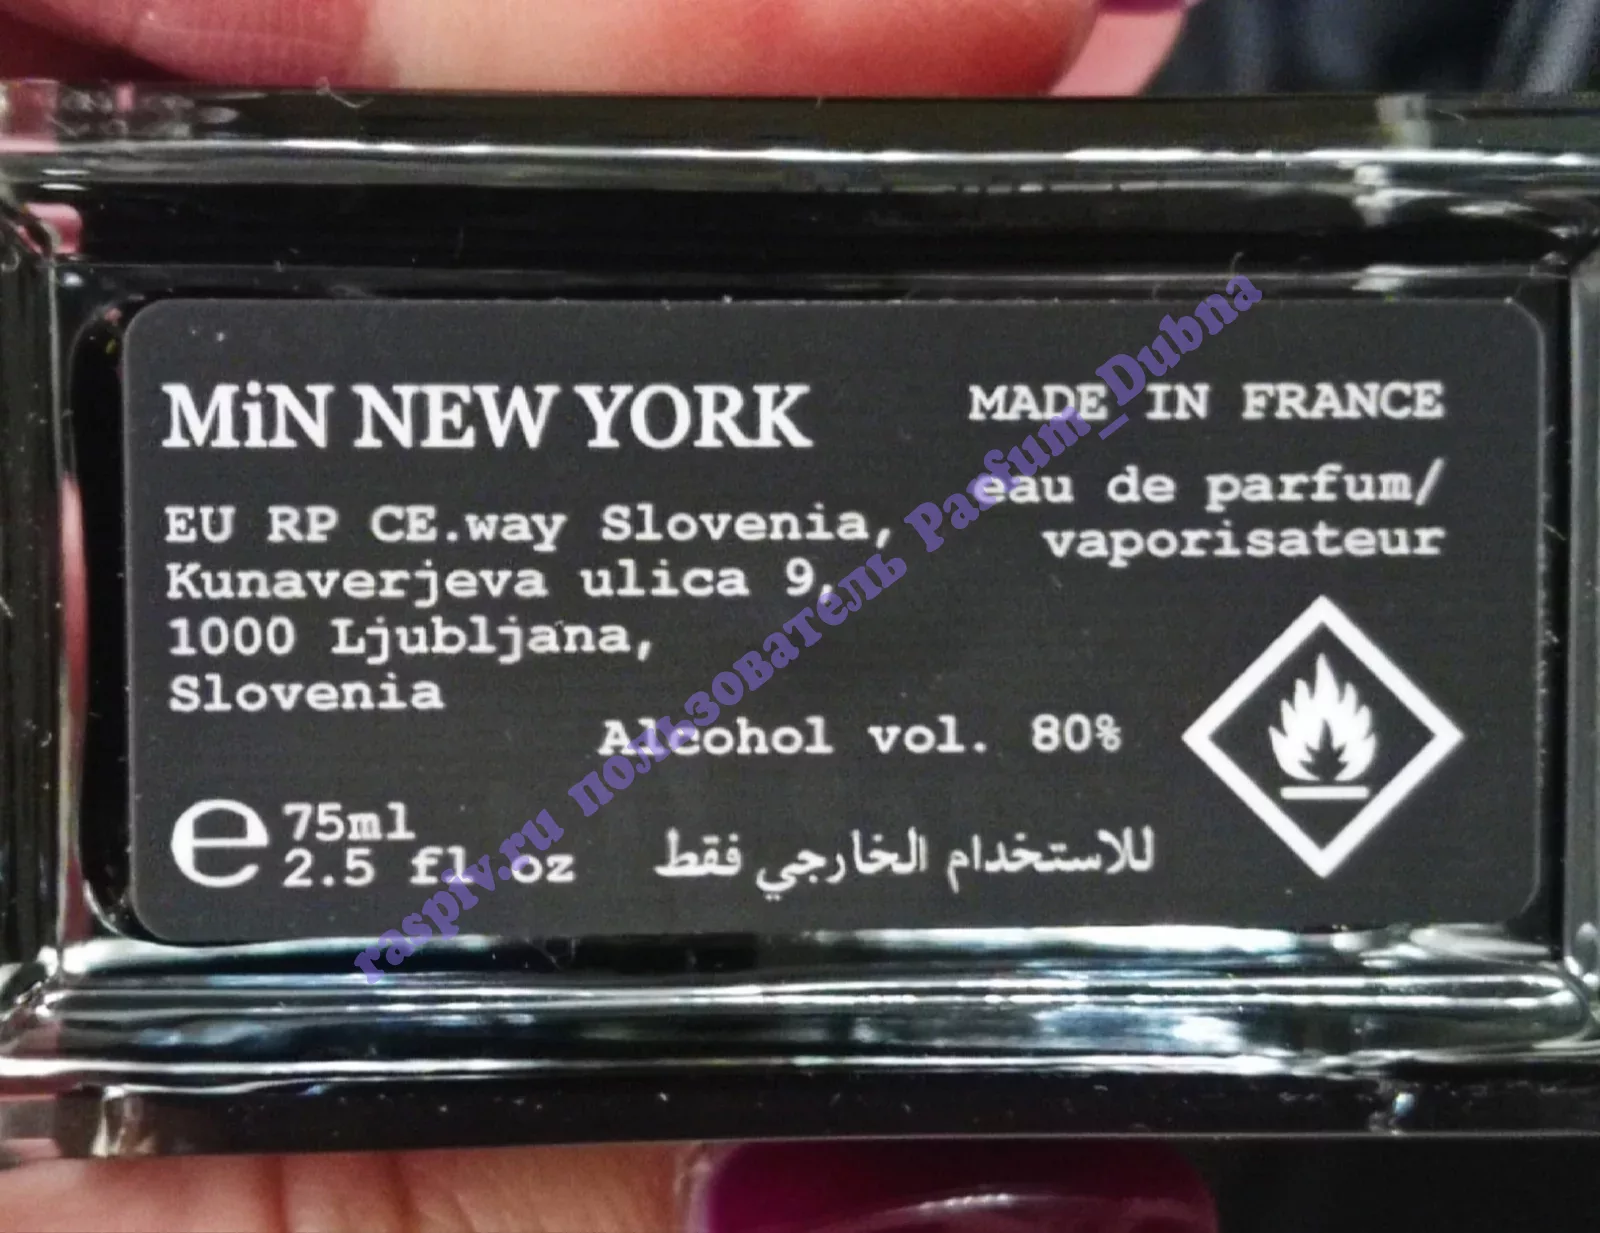 MiN NEW YORK
EU RP CE.way Slovenia,
Kunaverjeva ulica 9,
1000 Ljubljana,
Slovenia
MADE IN FRANCE
eau de parfum/
vaporisateur
Alcohol vol. 80%
℮ 75ml
2.5 fl oz
للاستخدام الخارجي فقط
raspiv.ru пользователь Parfum_Dubna